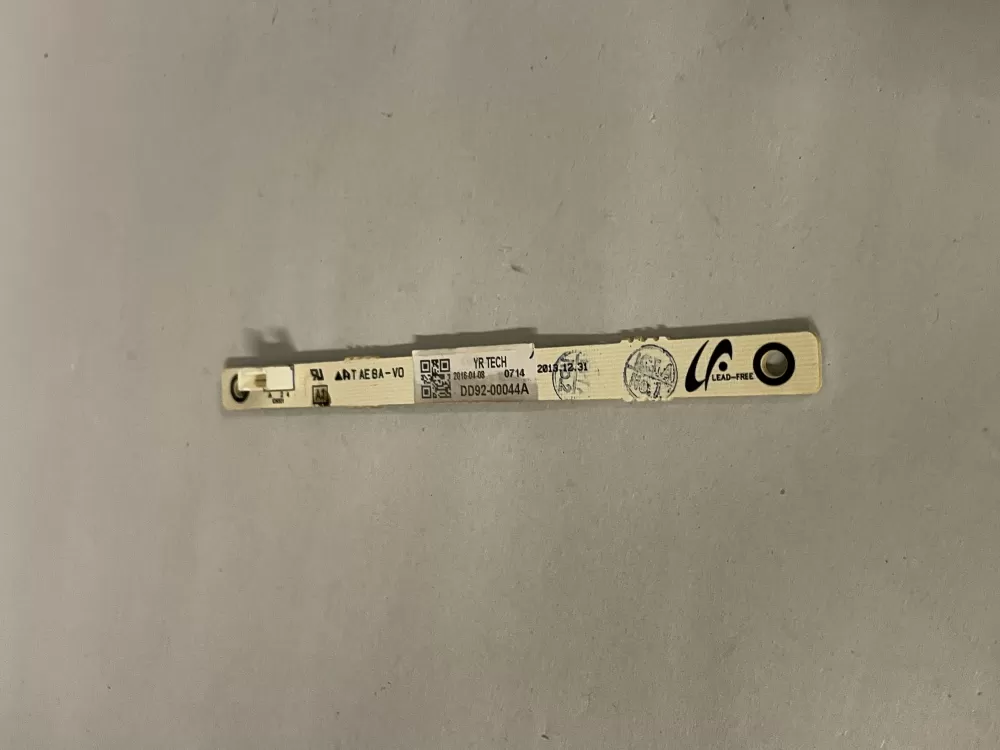 TAE8A-V0
YR TECH
2016-04-08 0714
DD92-00044A
2013.12.31
LEAD-FREE